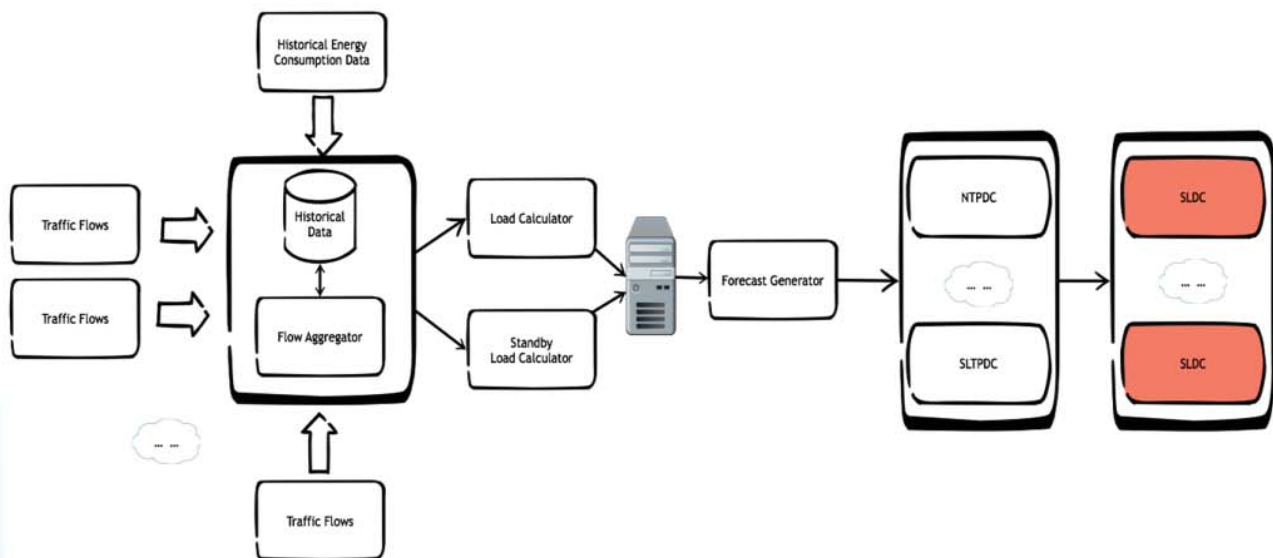 Historical Energy
Consumption Data
Traffic Flows
Traffic Flows
... ...
Traffic Flows
Historical
Data
Flow Aggregator
Load Calculator
Standby
Load Calculator
Forecast Generator
NTPDC
... ...
SLTPDC
SLDC
... ...
SLDC